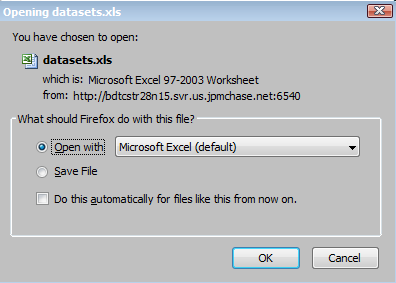 Opening datasets.xls
You have chosen to open:
datasets.xls
which is: Microsoft Excel 97-2003 Worksheet
from: http://bdtcstr28n15.svr.us.jpmchase.net:6540
What should Firefox do with this file?
Open with Microsoft Excel (default)
Save File
Do this automatically for files like this from now on.
OK Cancel